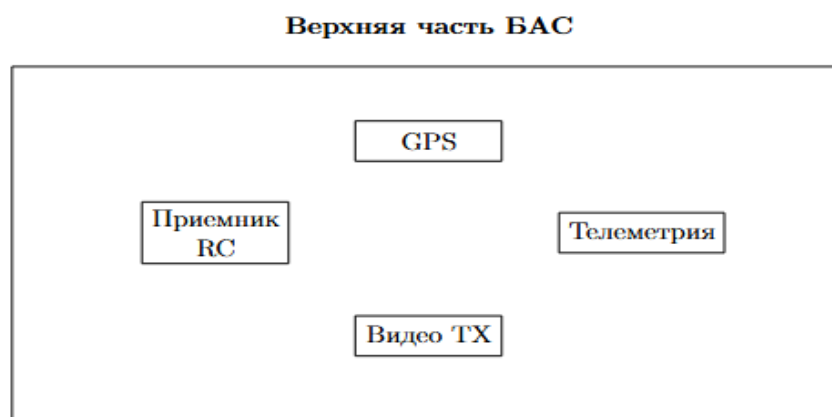 Верхняя часть БАС
GPS
Приемник
RC
Телеметрия
Видео TX